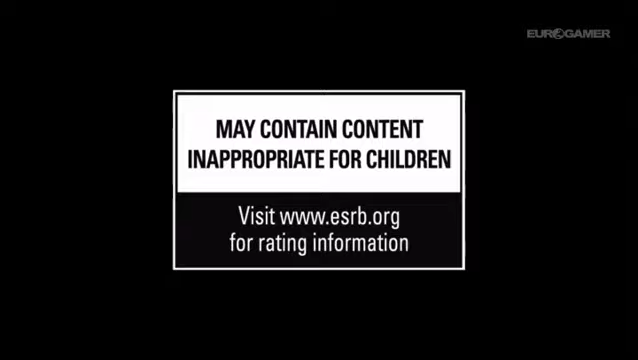 EUROGAMER
MAY CONTAIN CONTENT
INAPPROPRIATE FOR CHILDREN
Visit www.esrb.org
for rating information